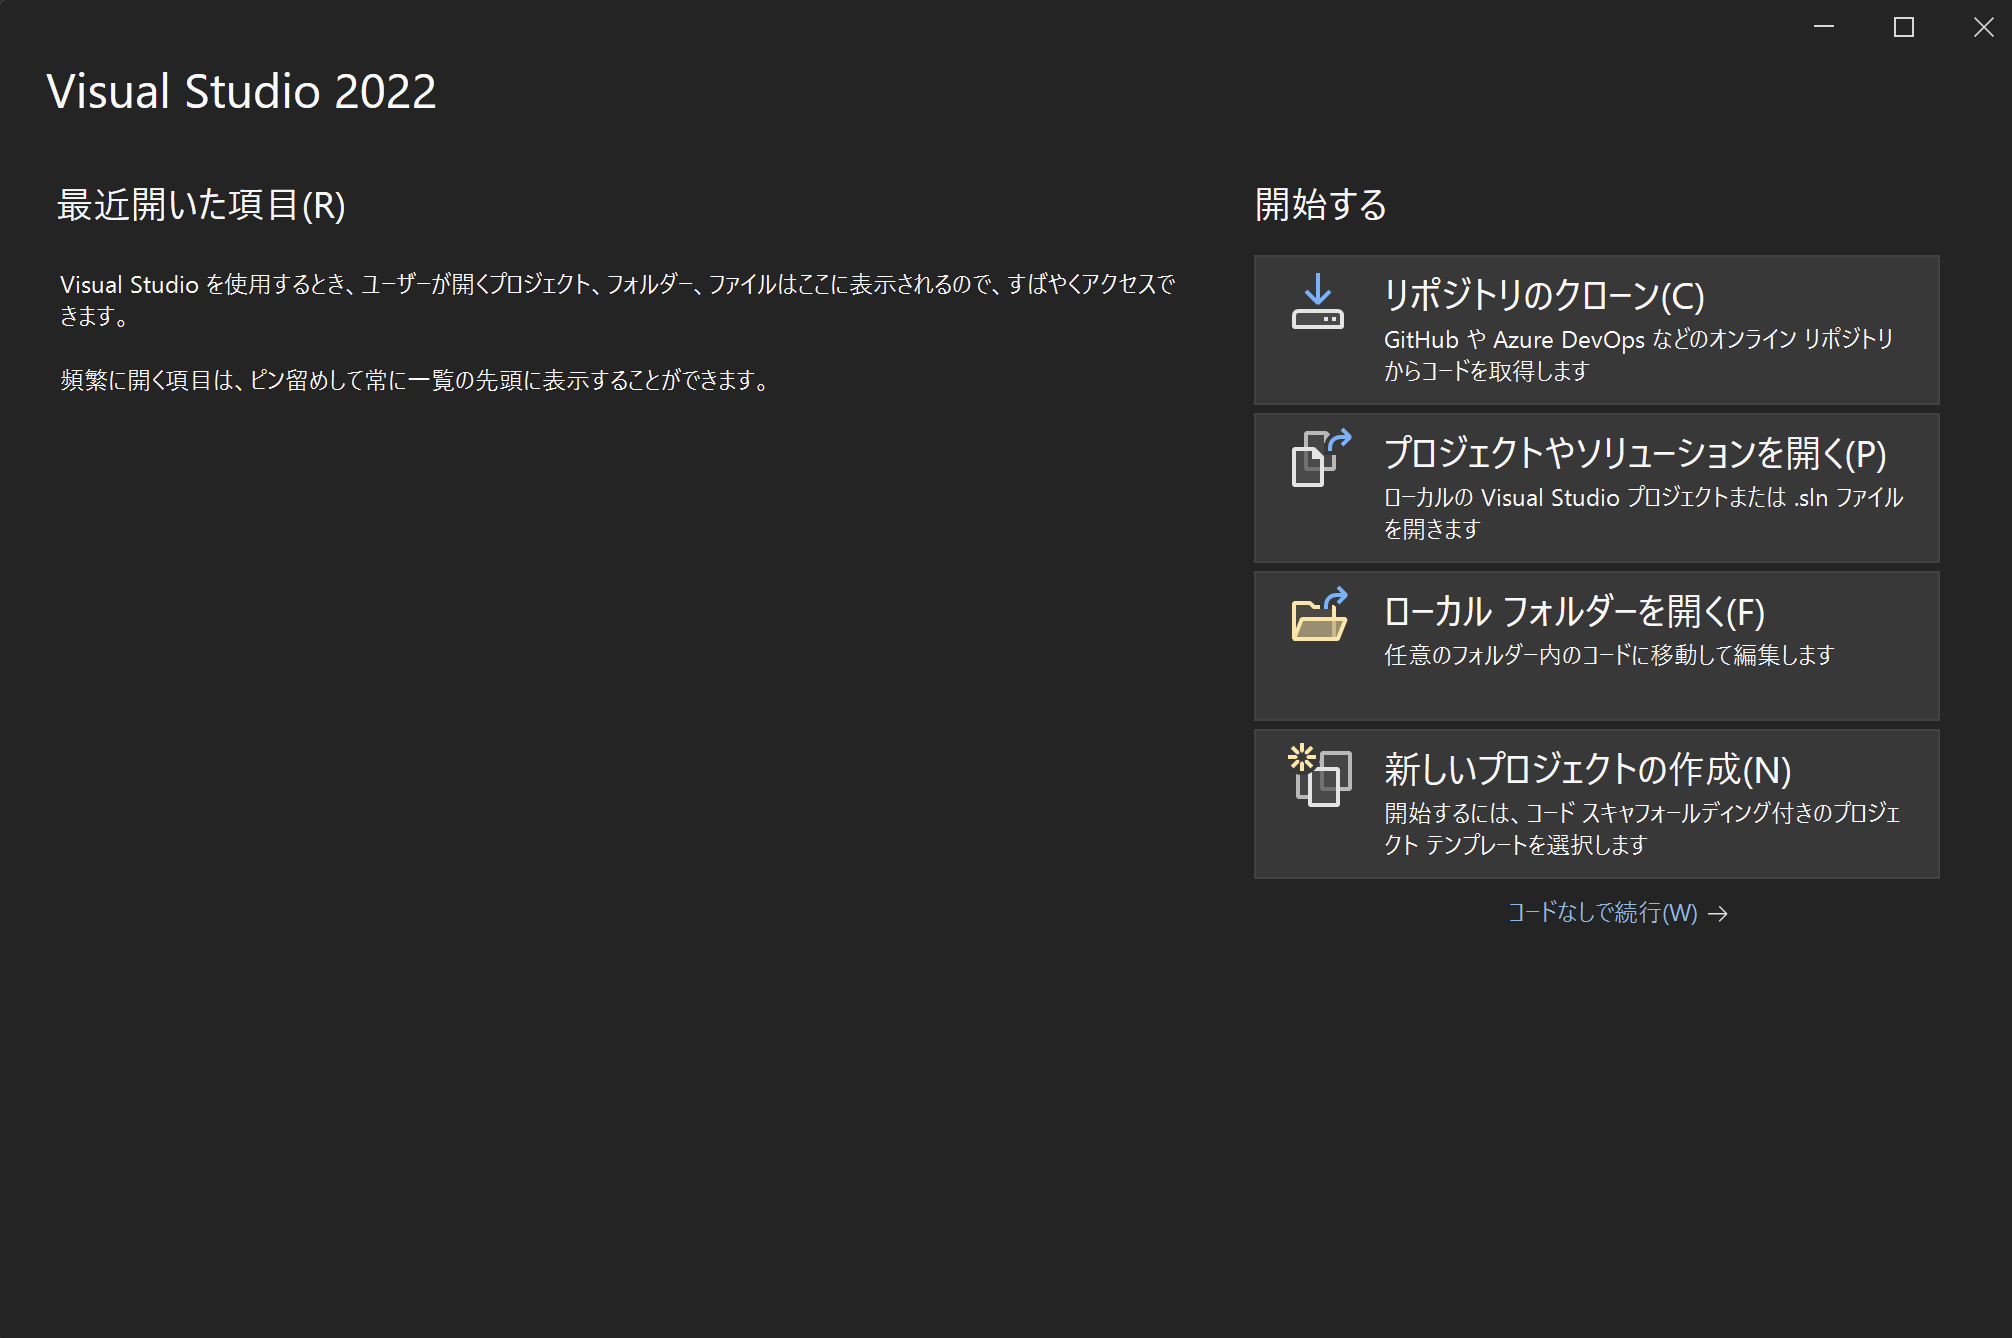 Visual Studio 2022
最近開いた項目(R)
Visual Studio を使用するとき、ユーザーが開くプロジェクト、フォルダー、ファイルはここに表示されるので、すばやくアクセスで
きます。
頻繁に開く項目は、ピン留めして常に一覧の先頭に表示することができます。
開始する
リポジトリのクローン(C)
GitHub や Azure DevOps などのオンライン リポジトリ
からコードを取得します
プロジェクトやソリューションを開く(P)
ローカルの Visual Studio プロジェクトまたは .sln ファイル
を開きます
ローカル フォルダーを開く(F)
任意のフォルダー内のコードに移動して編集します
新しいプロジェクトの作成(N)
開始するには、コード スキャフォールディング付きのプロジェ
クト テンプレートを選択します
コードなしで続行(W) →